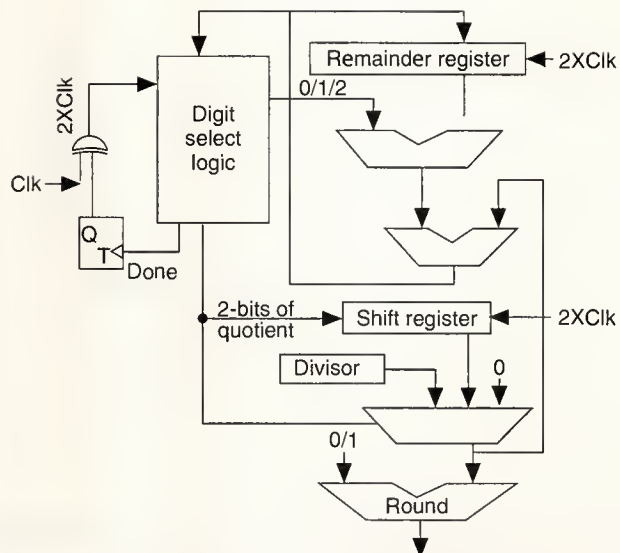 Remainder register
2XClk
2XClk
0/1/2
Digit
select
logic
Clk
Q
T
Done
2-bits of
quotient
Shift register
2XClk
Divisor
0
0/1
Round